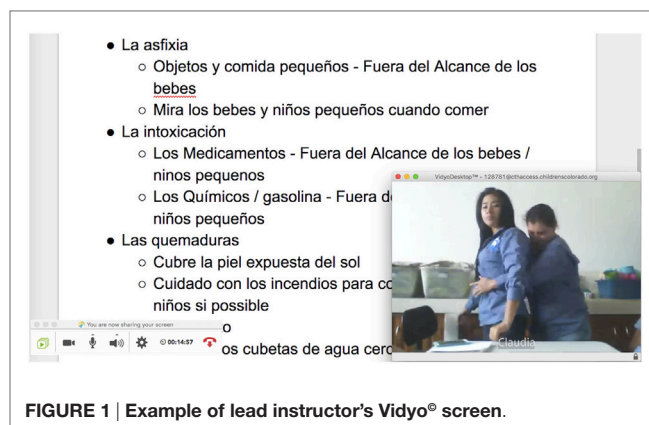 ● La asfixia
○ Objetos y comida pequeños - Fuera del Alcance de los
bebes
○ Mira los bebes y niños pequeños cuando comer
● La intoxicación
○ Los Medicamentos - Fuera del Alcance de los bebes /
ninos pequenos
○ Los Químicos / gasolina - Fuera
niños pequeños
● Las quemaduras
○ Cubre la piel expuesta del sol
○ Cuidado con los incendios para
niños si possible
os cubetas de agua
VidyoDesktop™ - 128761@cthaccess.childrenscolorado.org
Claudia
You are now sharing your screen
00:14:57
FIGURE 1 | Example of lead instructor's Vidyo© screen.